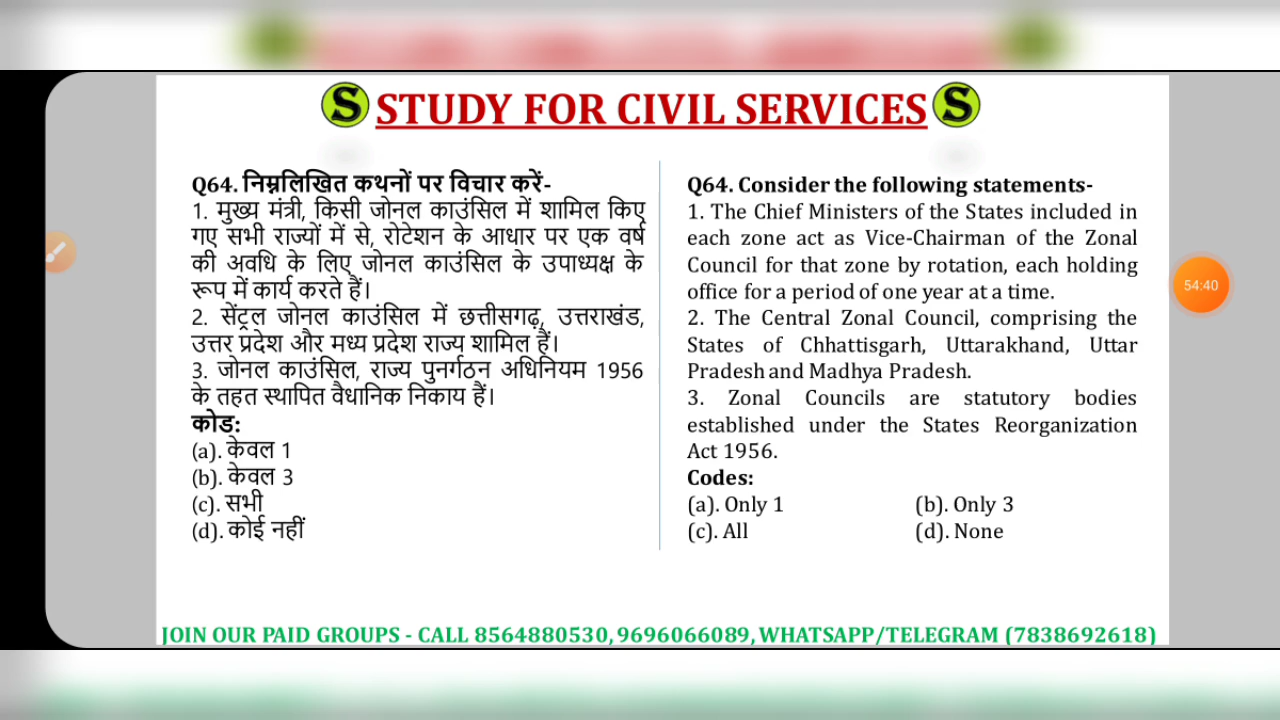 S STUDY FOR CIVIL SERVICES S
Q64. निम्नलिखित कथनों पर विचार करें-
1. मुख्य मंत्री, किसी जोनल काउंसिल में शामिल किए
गए सभी राज्यों में से, रोटेशन के आधार पर एक वर्ष
की अवधि के लिए जोनल काउंसिल के उपाध्यक्ष के
रूप में कार्य करते हैं।
2. सेंट्रल जोनल काउंसिल में छत्तीसगढ़, उत्तराखंड,
उत्तर प्रदेश और मध्य प्रदेश राज्य शामिल हैं।
3. जोनल काउंसिल, राज्य पुनर्गठन अधिनियम 1956
के तहत स्थापित वैधानिक निकाय हैं।
कोड:
(a). केवल 1
(b). केवल 3
(c). सभी
(d). कोई नहीं
Q64. Consider the following statements-
1. The Chief Ministers of the States included in
each zone act as Vice-Chairman of the Zonal
Council for that zone by rotation, each holding
office for a period of one year at a time.
2. The Central Zonal Council, comprising the
States of Chhattisgarh, Uttarakhand, Uttar
Pradesh and Madhya Pradesh.
3. Zonal Councils are statutory bodies
established under the States Reorganization
Act 1956.
Codes:
(a). Only 1 (b). Only 3
(c). All (d). None
54:40
JOIN OUR PAID GROUPS - CALL 8564880530, 9696066089, WHATSAPP/TELEGRAM (7838692618)